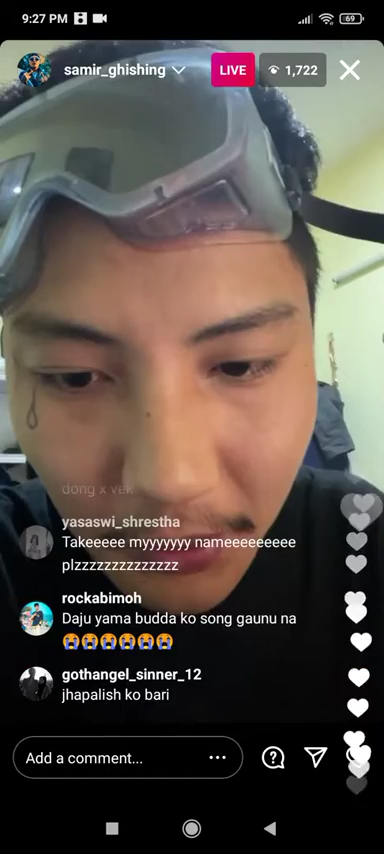 9:27 PM
69
samir_ghishing
LIVE
1,722
dong x vek
yasaswi_shrestha
Takeeeee myyyyyyy nameeeeeeeee
plzzzzzzzzzzzzzz
rockabimoh
Daju yama budda ko song gaunu na
😭😭😭😭😭😭
gothangel_sinner_12
jhapalish ko bari
Add a comment...